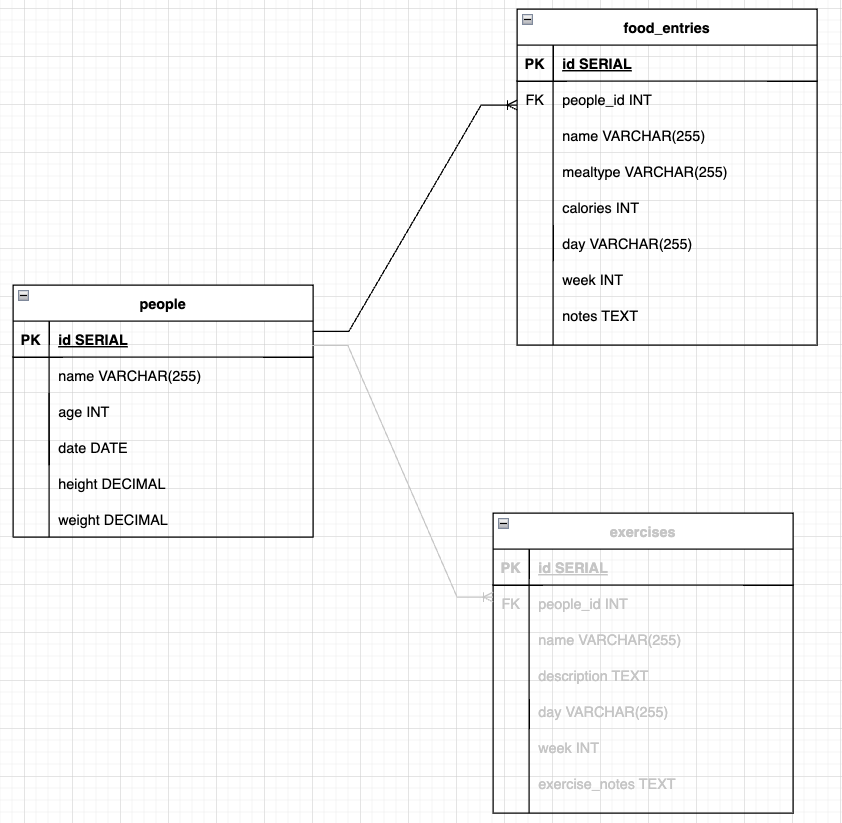 food_entries
PK id SERIAL
FK people_id INT
name VARCHAR(255)
mealtype VARCHAR(255)
calories INT
day VARCHAR(255)
week INT
notes TEXT
people
PK id SERIAL
name VARCHAR(255)
age INT
date DATE
height DECIMAL
weight DECIMAL
exercises
PK id SERIAL
FK people_id INT
name VARCHAR(255)
description TEXT
day VARCHAR(255)
week INT
exercise_notes TEXT